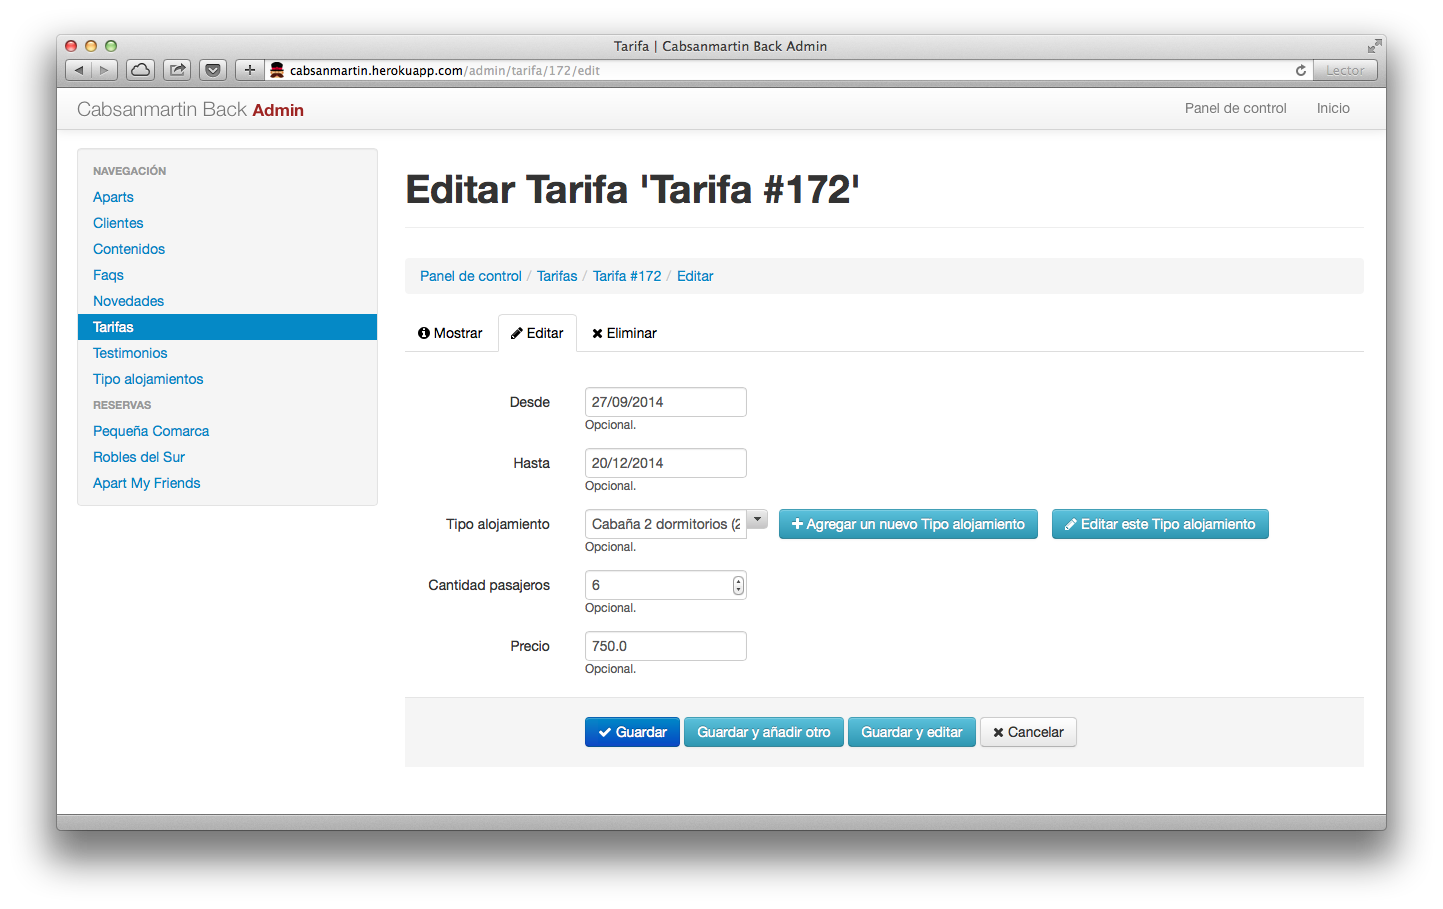 Tarifa | Cabsanmartin Back Admin
cabsanmartin.herokuapp.com/admin/tarifa/172/edit
Lector
Cabsanmartin Back Admin
Panel de control
Inicio
NAVEGACIÓN
Aparts
Clientes
Contenidos
Faqs
Novedades
Tarifas
Testimonios
Tipo alojamientos
RESERVAS
Pequeña Comarca
Robles del Sur
Apart My Friends
Editar Tarifa 'Tarifa #172'
Panel de control / Tarifas / Tarifa #172 / Editar
Mostrar
Editar
Eliminar
Desde
27/09/2014
Opcional.
Hasta
20/12/2014
Opcional.
Tipo alojamiento
Cabaña 2 dormitorios (2
Agregar un nuevo Tipo alojamiento
Editar este Tipo alojamiento
Opcional.
Cantidad pasajeros
6
Opcional.
Precio
750.0
Opcional.
Guardar
Guardar y añadir otro
Guardar y editar
Cancelar